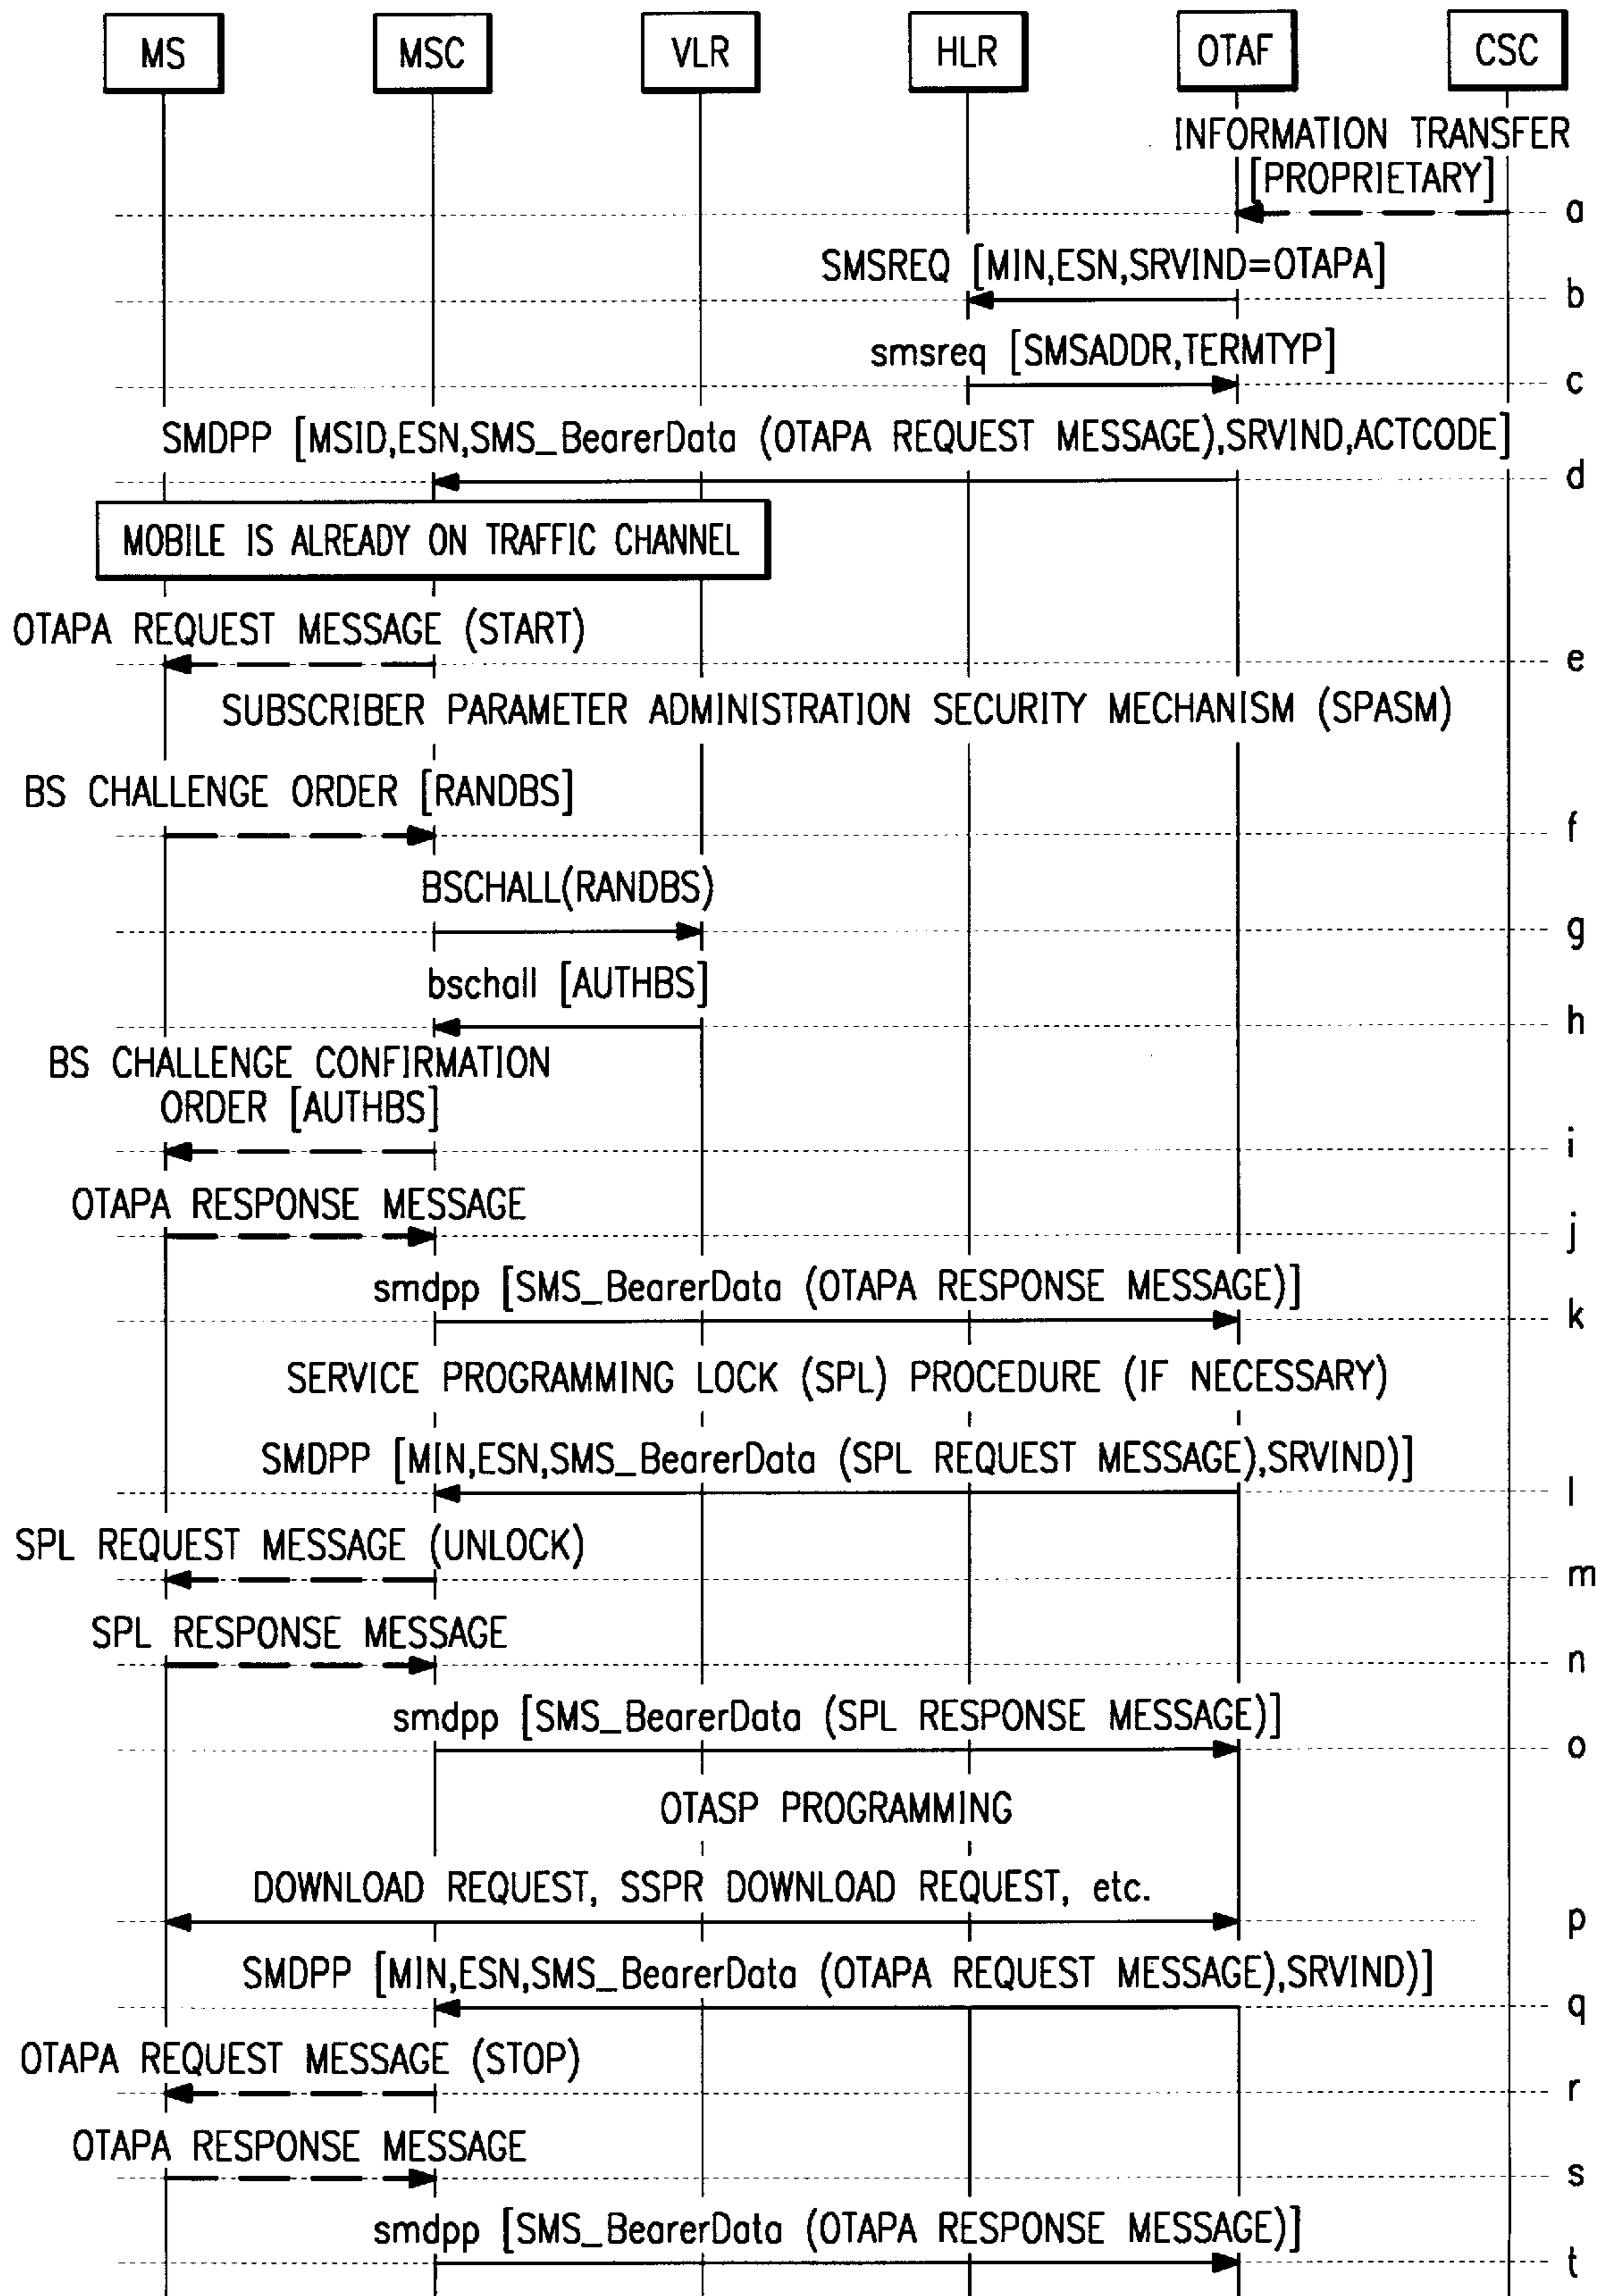 MS MSC VLR HLR OTAF CSC
INFORMATION TRANSFER
[PROPRIETARY]
a
SMSREQ [MIN,ESN,SRVIND=OTAPA]
b
smsreq [SMSADDR,TERMTYP]
c
SMDPP [MSID,ESN,SMS_BearerData (OTAPA REQUEST MESSAGE),SRVIND,ACTCODE]
d
MOBILE IS ALREADY ON TRAFFIC CHANNEL
OTAPA REQUEST MESSAGE (START)
e
SUBSCRIBER PARAMETER ADMINISTRATION SECURITY MECHANISM (SPASM)
BS CHALLENGE ORDER [RANDBS]
f
BSCHALL(RANDBS)
g
bschall [AUTHBS]
h
BS CHALLENGE CONFIRMATION
ORDER [AUTHBS]
i
OTAPA RESPONSE MESSAGE
j
smdpp [SMS_BearerData (OTAPA RESPONSE MESSAGE)]
k
SERVICE PROGRAMMING LOCK (SPL) PROCEDURE (IF NECESSARY)
SMDPP [MIN,ESN,SMS_BearerData (SPL REQUEST MESSAGE),SRVIND)]
l
SPL REQUEST MESSAGE (UNLOCK)
m
SPL RESPONSE MESSAGE
n
smdpp [SMS_BearerData (SPL RESPONSE MESSAGE)]
o
OTASP PROGRAMMING
DOWNLOAD REQUEST, SSPR DOWNLOAD REQUEST, etc.
p
SMDPP [MIN,ESN,SMS_BearerData (OTAPA REQUEST MESSAGE),SRVIND)]
q
OTAPA REQUEST MESSAGE (STOP)
r
OTAPA RESPONSE MESSAGE
s
smdpp [SMS_BearerData (OTAPA RESPONSE MESSAGE)]
t